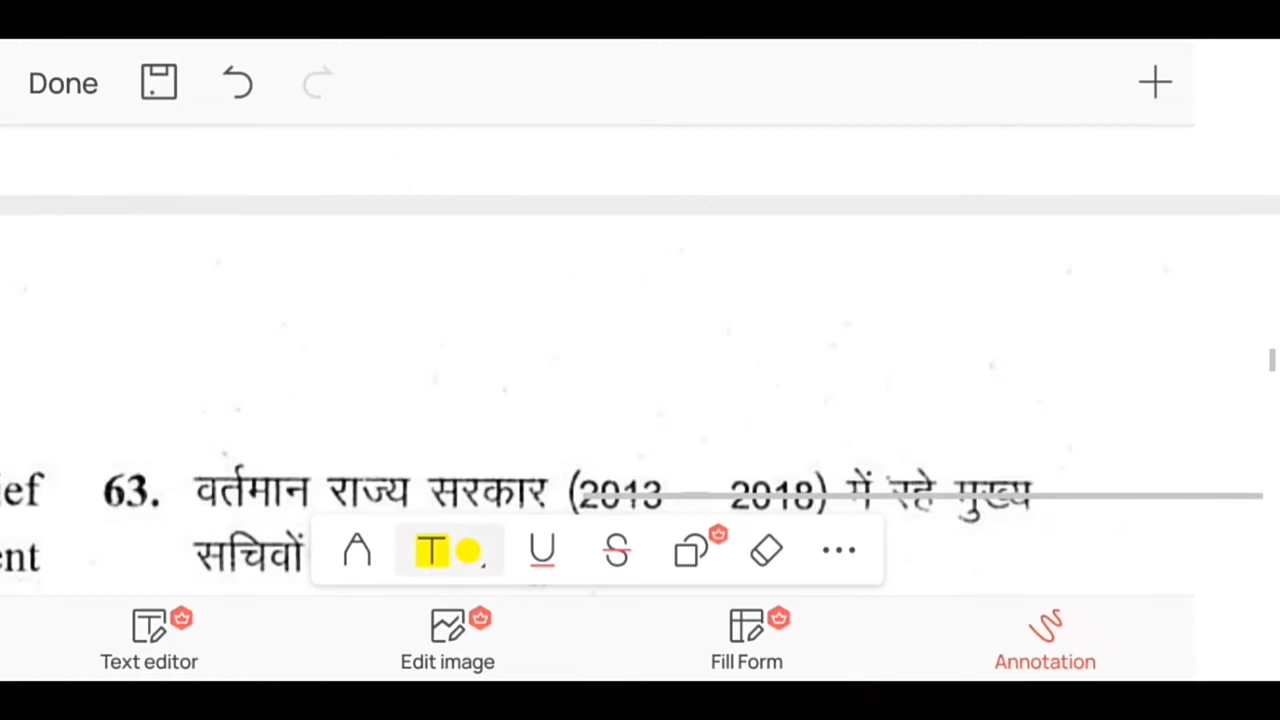 Done
ief 63. वर्तमान राज्य सरकार (2013 2018) में रहे मुख्य
ent सचिवों
T U S
Text editor Edit image Fill Form Annotation